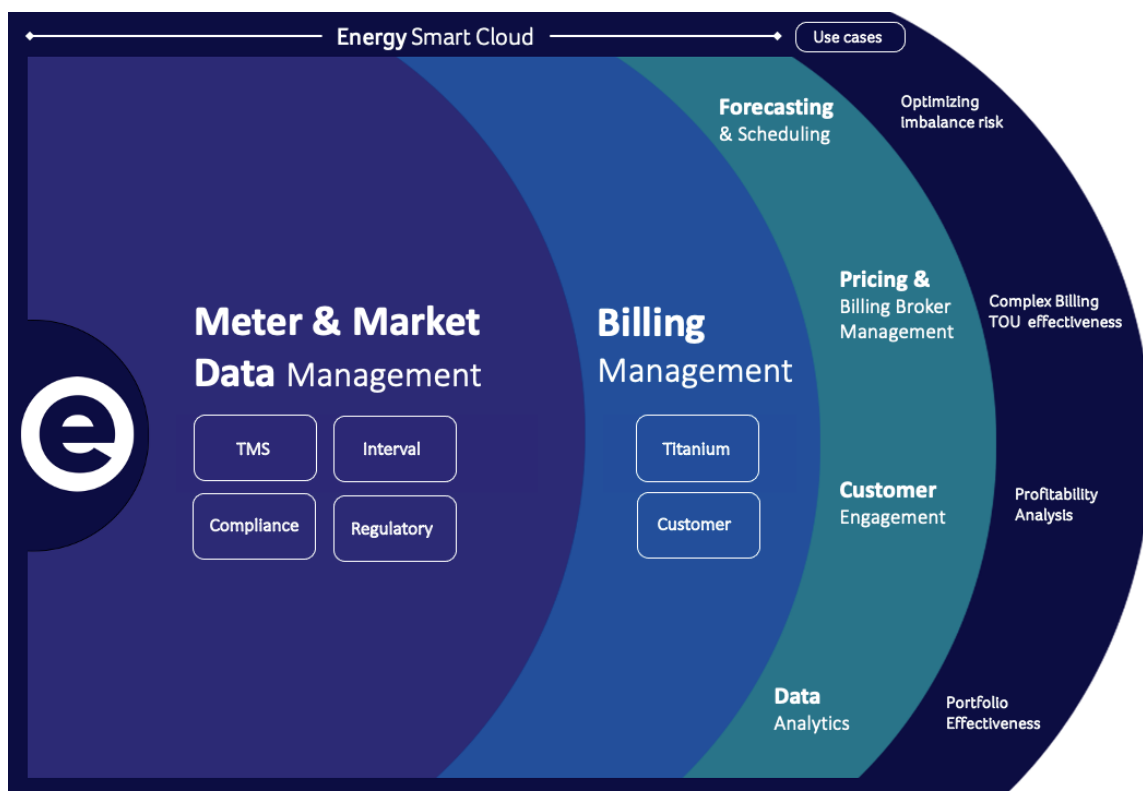 Energy Smart Cloud
Use cases
Forecasting
& Scheduling
Optimizing
imbalance risk
Meter & Market
Data Management
TMS
Interval
Compliance
Regulatory
Billing
Management
Titanium
Customer
Pricing &
Billing Broker
Management
Complex Billing
TOU effectiveness
Customer
Engagement
Profitability
Analysis
Data
Analytics
Portfolio
Effectiveness
e